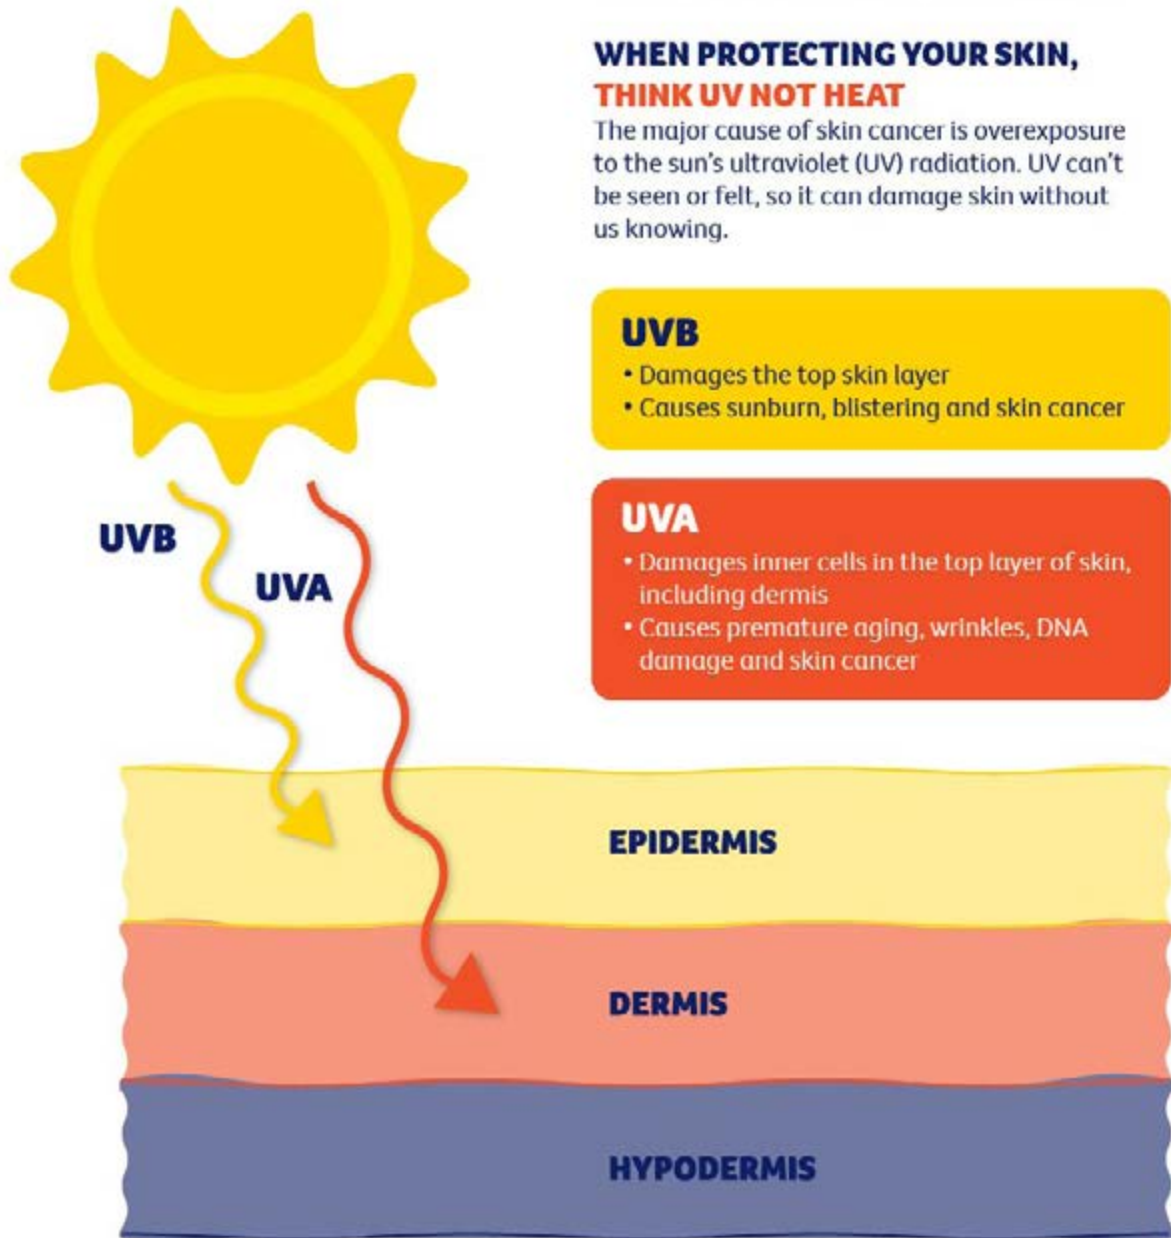 WHEN PROTECTING YOUR SKIN,
THINK UV NOT HEAT
The major cause of skin cancer is overexposure
to the sun's ultraviolet (UV) radiation. UV can't
be seen or felt, so it can damage skin without
us knowing.
UVB
• Damages the top skin layer
• Causes sunburn, blistering and skin cancer
UVA
• Damages inner cells in the top layer of skin,
including dermis
• Causes premature aging, wrinkles, DNA
damage and skin cancer
UVB
UVA
EPIDERMIS
DERMIS
HYPODERMIS